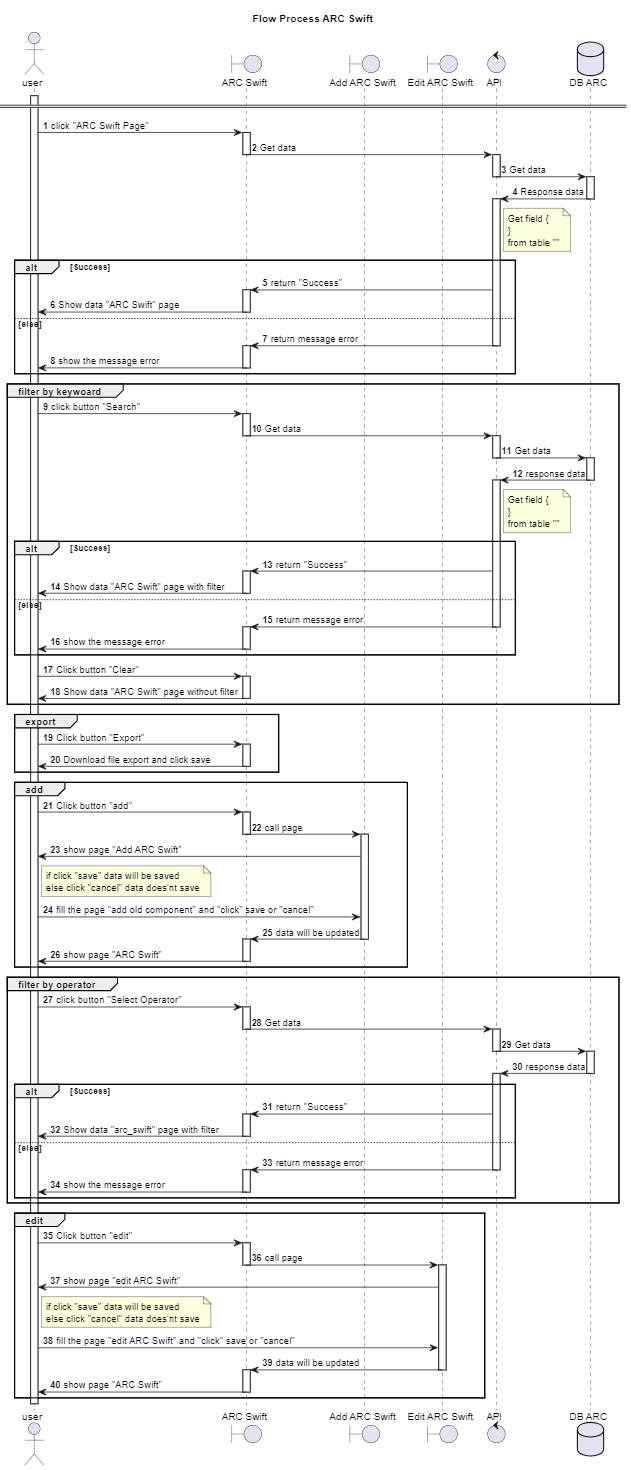 Flow Process ARC Swift
user
ARC Swift
Add ARC Swift
Edit ARC Swift
API
DB ARC
1 click "ARC Swift Page"
2 Get data
3 Get data
4 Response data
Get field {
}
from table ""
alt
[Success]
5 return "Success"
6 Show data "ARC Swift" page
[else]
7 return message error
8 show the message error
filter by keywoard
9 click button "Search"
10 Get data
11 Get data
12 response data
Get field {
}
from table ""
alt
[Success]
13 return "Success"
14 Show data "ARC Swift" page with filter
[else]
15 return message error
16 show the message error
17 Click button "Clear"
18 Show data "ARC Swift" page without filter
export
19 Click button "Export"
20 Download file export and click save
add
21 Click button "add"
22 call page
23 show page "Add ARC Swift"
if click "save" data will be saved
else click "cancel" data does'nt save
24 fill the page "add old component" and "click" save or "cancel"
25 data will be updated
26 show page "ARC Swift"
filter by operator
27 click button "Select Operator"
28 Get data
29 Get data
30 response data
alt
[Success]
31 return "Success"
32 Show data "arc_swift" page with filter
[else]
33 return message error
34 show the message error
edit
35 Click button "edit"
36 call page
37 show page "edit ARC Swift"
if click "save" data will be saved
else click "cancel" data does'nt save
38 fill the page "edit ARC Swift" and "click" save or "cancel"
39 data will be updated
40 show page "ARC Swift"
user
ARC Swift
Add ARC Swift
Edit ARC Swift
API
DB ARC